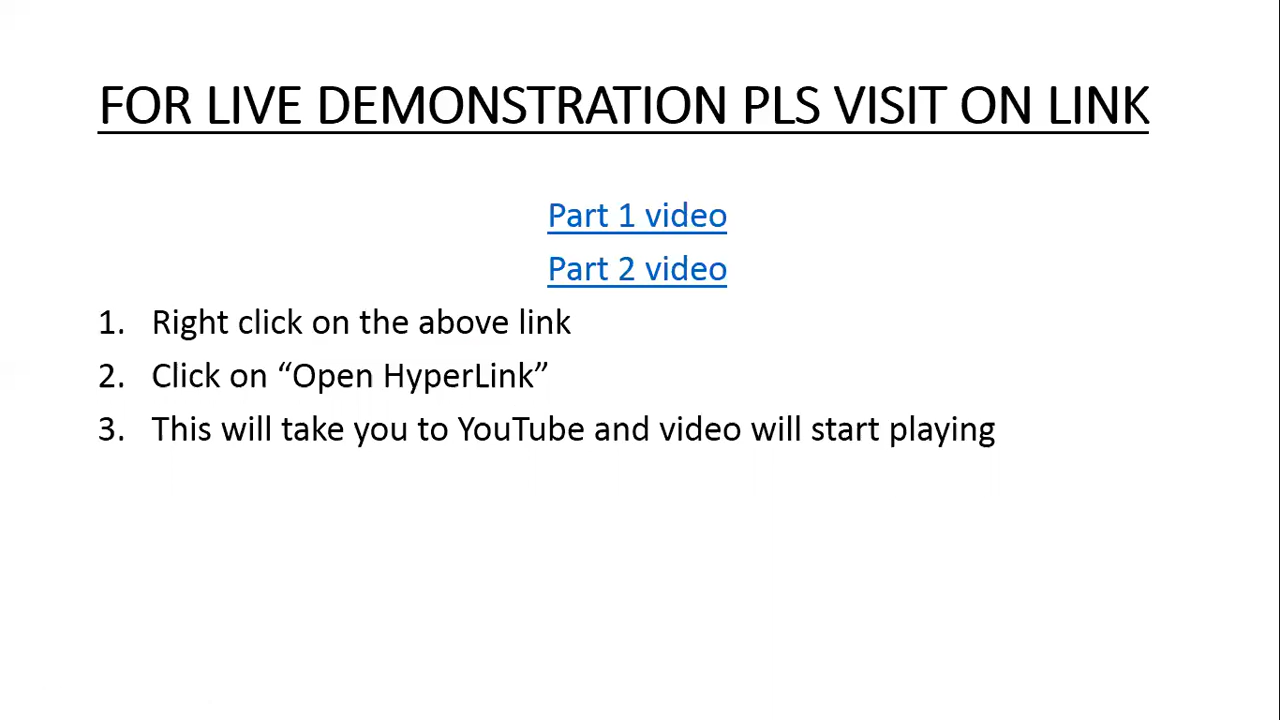 FOR LIVE DEMONSTRATION PLS VISIT ON LINK
Part 1 video
Part 2 video
1. Right click on the above link
2. Click on “Open HyperLink”
3. This will take you to YouTube and video will start playing